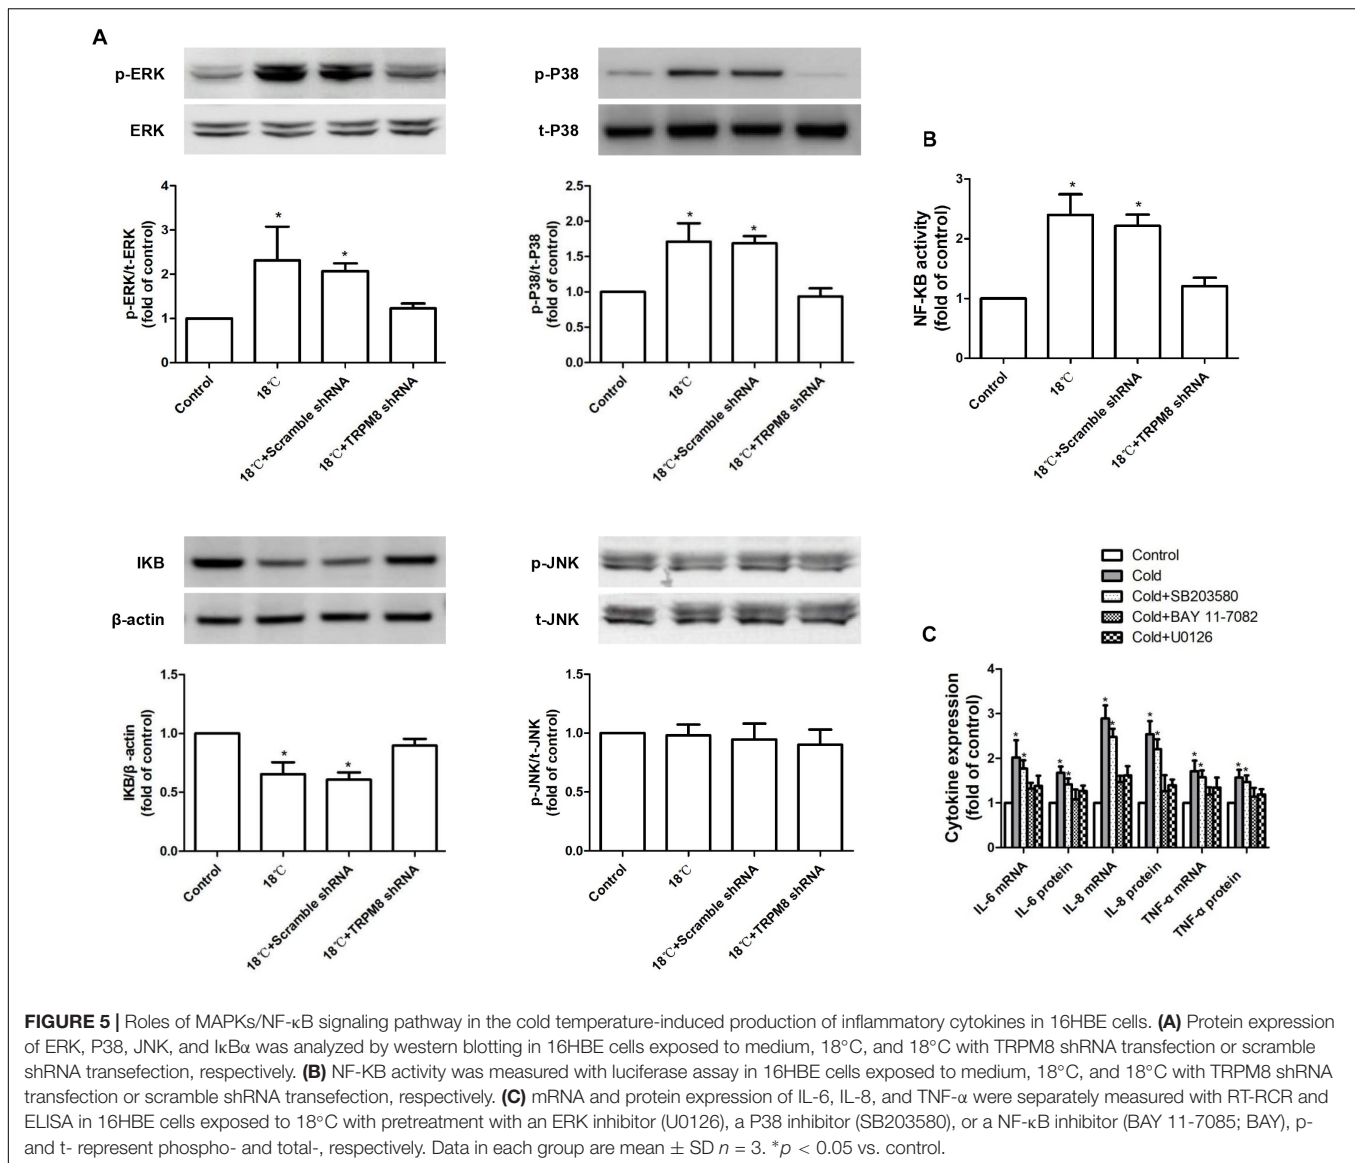 A
p-ERK
ERK
p-ERK/t-ERK
(fold of control)
4
3
2
1
0
*
*
Control
18℃
18℃+Scramble shRNA
18℃+TRPM8 shRNA
p-P38
t-P38
p-P38/t-P38
(fold of control)
2.5
2.0
1.5
1.0
0.5
0.0
*
*
Control
18℃
18℃+Scramble shRNA
18℃+TRPM8 shRNA
B
NF-KB activity
(fold of control)
3
2
1
0
*
*
Control
18℃
18℃+Scramble shRNA
18℃+TRPM8 shRNA
IKB
β-actin
IKB/β -actin
(fold of control)
1.5
1.0
0.5
0.0
*
*
Control
18℃
18℃+Scramble shRNA
18℃+TRPM8 shRNA
p-JNK
t-JNK
p-JNK/t-JNK
(fold of control)
1.5
1.0
0.5
0.0
Control
18℃
18℃+Scramble shRNA
18℃+TRPM8 shRNA
C
Control
Cold
Cold+SB203580
Cold+BAY 11-7082
Cold+U0126
Cytokine expression
(fold of control)
4
3
2
1
0
* * * * * * * * * * * *
IL-6 mRNA
IL-6 protein
IL-8 mRNA
IL-8 protein
TNF-α mRNA
TNF-α protein
FIGURE 5 | Roles of MAPKs/NF-κB signaling pathway in the cold temperature-induced production of inflammatory cytokines in 16HBE cells. (A) Protein expression
of ERK, P38, JNK, and IκBα was analyzed by western blotting in 16HBE cells exposed to medium, 18°C, and 18°C with TRPM8 shRNA transfection or scramble
shRNA transefection, respectively. (B) NF-KB activity was measured with luciferase assay in 16HBE cells exposed to medium, 18°C, and 18°C with TRPM8 shRNA
transfection or scramble shRNA transefection, respectively. (C) mRNA and protein expression of IL-6, IL-8, and TNF-α were separately measured with RT-RCR and
ELISA in 16HBE cells exposed to 18°C with pretreatment with an ERK inhibitor (U0126), a P38 inhibitor (SB203580), or a NF-κB inhibitor (BAY 11-7085; BAY), p-
and t- represent phospho- and total-, respectively. Data in each group are mean ± SD n = 3. *p < 0.05 vs. control.